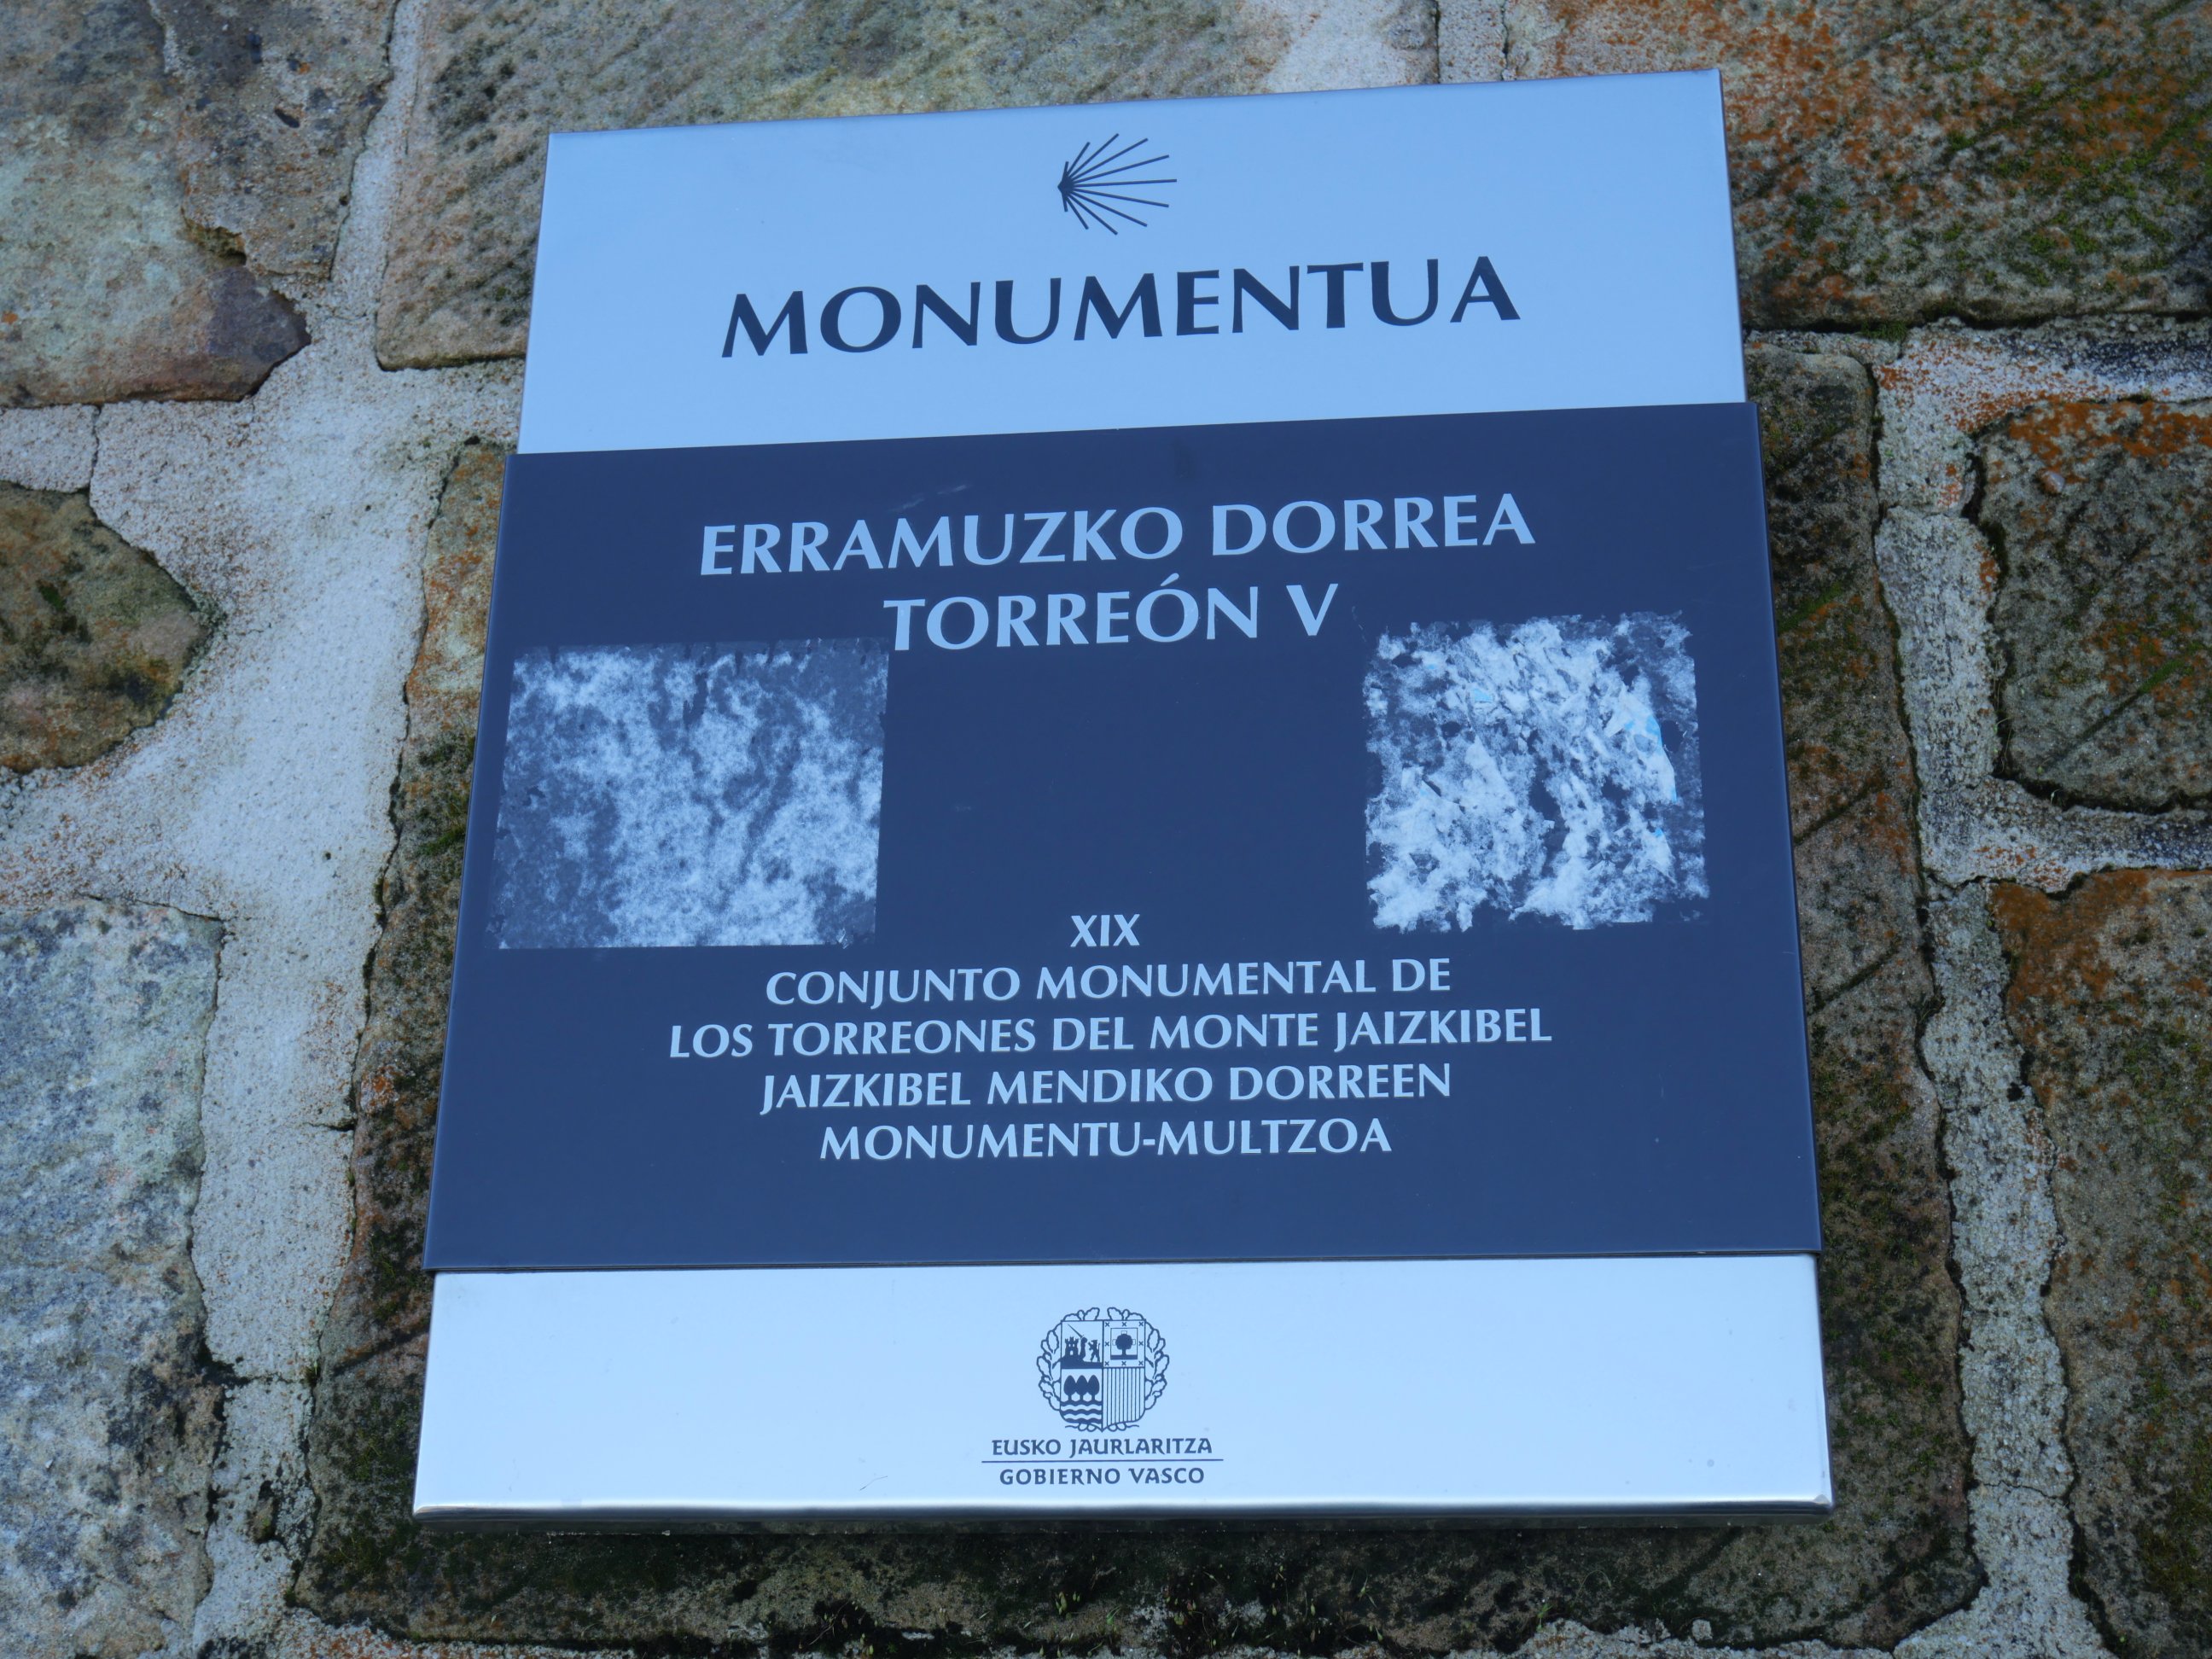 MONUMENTUA
ERRAMUZKO DORREA
TORREÓN V
XIX
CONJUNTO MONUMENTAL DE
LOS TORREONES DEL MONTE JAIZKIBEL
JAIZKIBEL MENDIKO DORREEN
MONUMENTU-MULTZOA
EUSKO JAURLARITZA
GOBIERNO VASCO